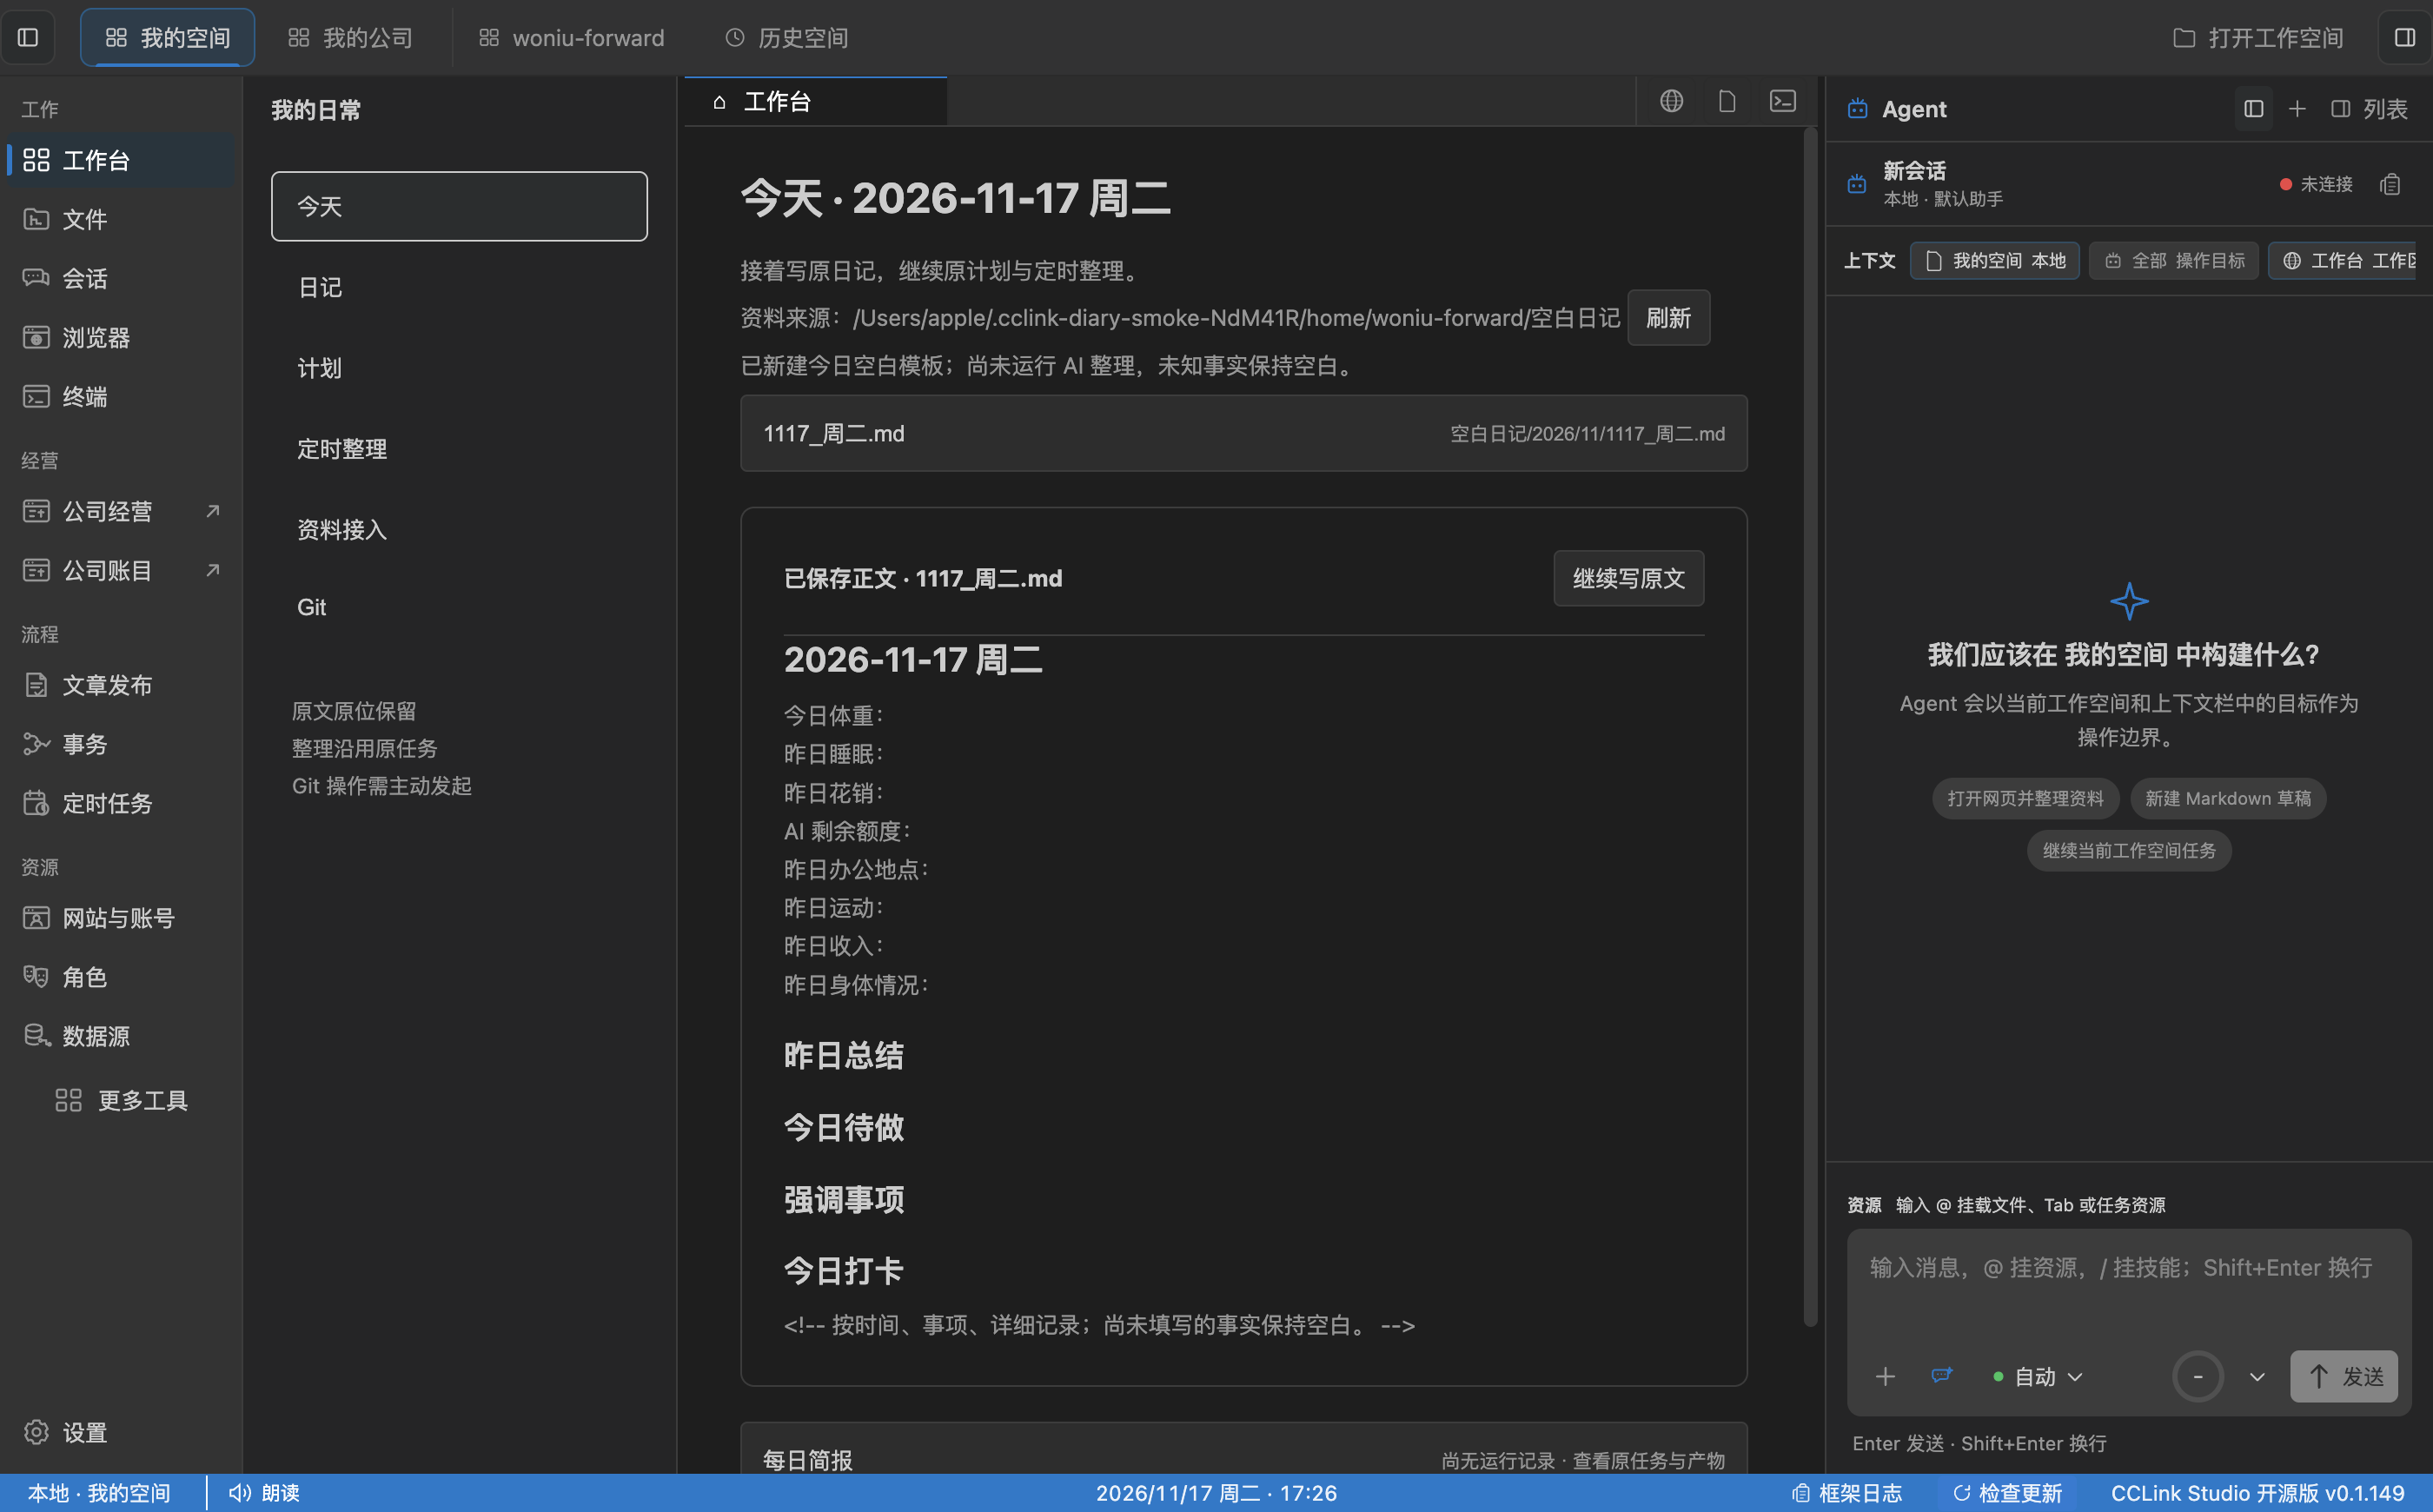 我的空间
我的公司
woniu-forward
历史空间
打开工作空间
工作
工作台
文件
会话
浏览器
终端
经营
公司经营
公司账目
流程
文章发布
事务
定时任务
资源
网站与账号
角色
数据源
更多工具
设置
我的日常
今天
日记
计划
定时整理
资料接入
Git
原文原位保留
整理沿用原任务
Git 操作需主动发起
工作台
今天 · 2026-11-17 周二
接着写原日记，继续原计划与定时整理。
资料来源：/Users/apple/.cclink-diary-smoke-NdM41R/home/woniu-forward/空白日记 刷新
已新建今日空白模板；尚未运行 AI 整理，未知事实保持空白。
1117_周二.md 空白日记/2026/11/1117_周二.md
已保存正文 · 1117_周二.md 继续写原文
2026-11-17 周二
今日体重：
昨日睡眠：
昨日花销：
AI 剩余额度：
昨日办公地点：
昨日运动：
昨日收入：
昨日身体情况：
昨日总结
今日待做
强调事项
今日打卡
<!-- 按时间、事项、详细记录；尚未填写的事实保持空白。 -->
每日简报 尚无运行记录 · 查看原任务与产物
Agent 列表
新会话
本地 · 默认助手
未连接
上下文 我的空间 本地 全部 操作目标 工作台 工作区
我们应该在 我的空间 中构建什么？
Agent 会以当前工作空间和上下文栏中的目标作为
操作边界。
打开网页并整理资料 新建 Markdown 草稿
继续当前工作空间任务
资源 输入 @ 挂载文件、Tab 或任务资源
输入消息，@ 挂资源，/ 挂技能；Shift+Enter 换行
自动 - 发送
Enter 发送 · Shift+Enter 换行
本地 · 我的空间 朗读 2026/11/17 周二 · 17:26 框架日志 检查更新 CCLink Studio 开源版 v0.1.149